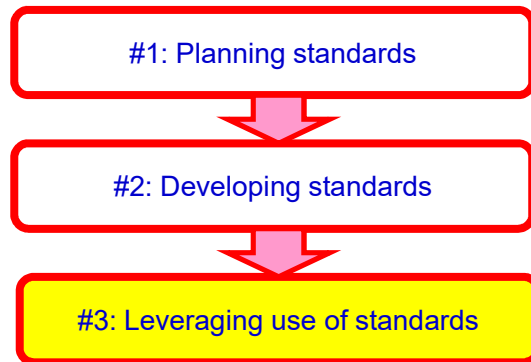 #1: Planning standards
#2: Developing standards
#3: Leveraging use of standards